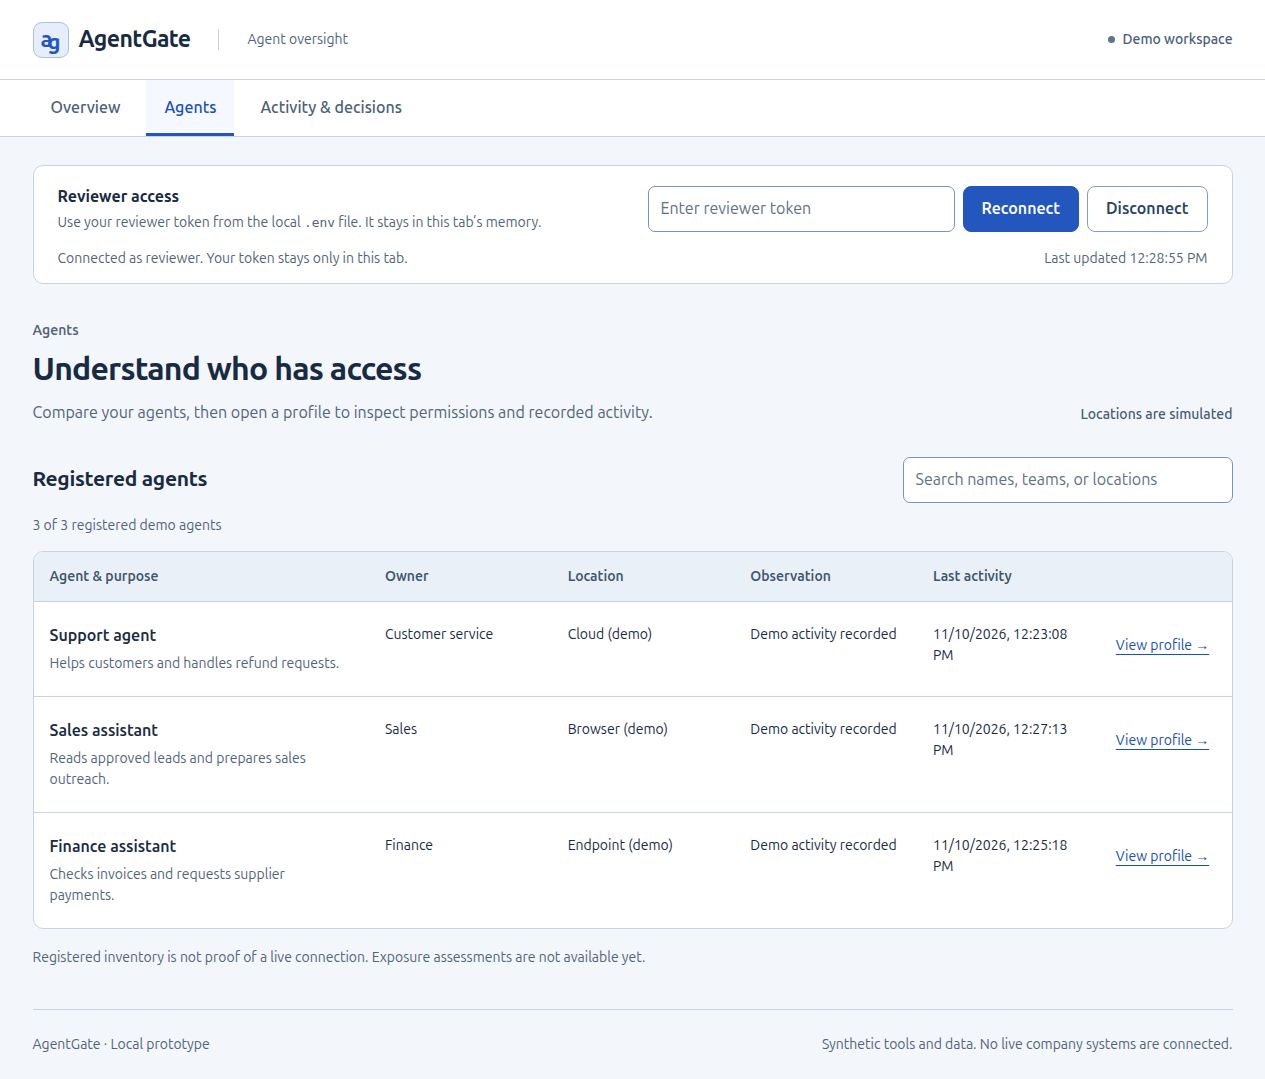 ag AgentGate Agent oversight Demo workspace
Overview Agents Activity & decisions
Reviewer access
Use your reviewer token from the local .env file. It stays in this tab’s memory.
Enter reviewer token Reconnect Disconnect
Connected as reviewer. Your token stays only in this tab. Last updated 12:28:55 PM
Agents
Understand who has access
Compare your agents, then open a profile to inspect permissions and recorded activity. Locations are simulated
Registered agents Search names, teams, or locations
3 of 3 registered demo agents
Agent & purpose Owner Location Observation Last activity
Support agent Customer service Cloud (demo) Demo activity recorded 11/10/2026, 12:23:08
PM
Helps customers and handles refund requests.
View profile →
Sales assistant Sales Browser (demo) Demo activity recorded 11/10/2026, 12:27:13
PM
Reads approved leads and prepares sales
outreach.
View profile →
Finance assistant Finance Endpoint (demo) Demo activity recorded 11/10/2026, 12:25:18
PM
Checks invoices and requests supplier
payments.
View profile →
Registered inventory is not proof of a live connection. Exposure assessments are not available yet.
AgentGate · Local prototype Synthetic tools and data. No live company systems are connected.